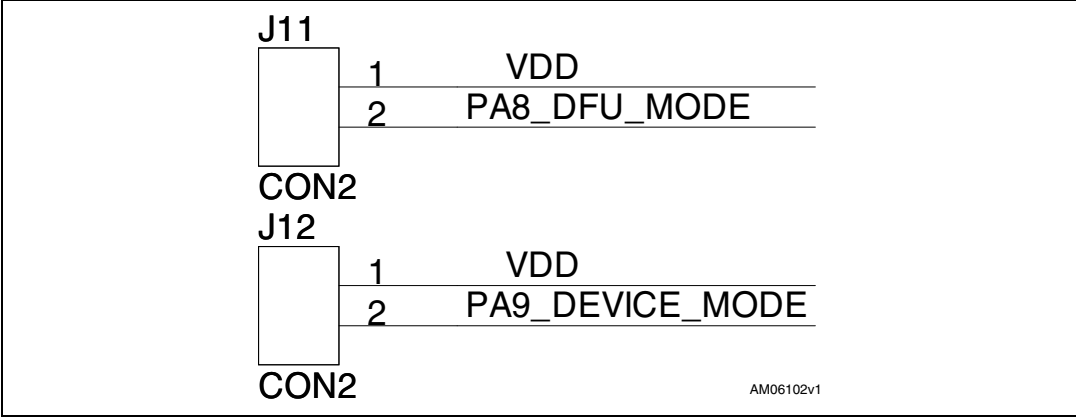 J11
1 VDD
2 PA8_DFU_MODE
CON2
J12
1 VDD
2 PA9_DEVICE_MODE
CON2
AM06102v1